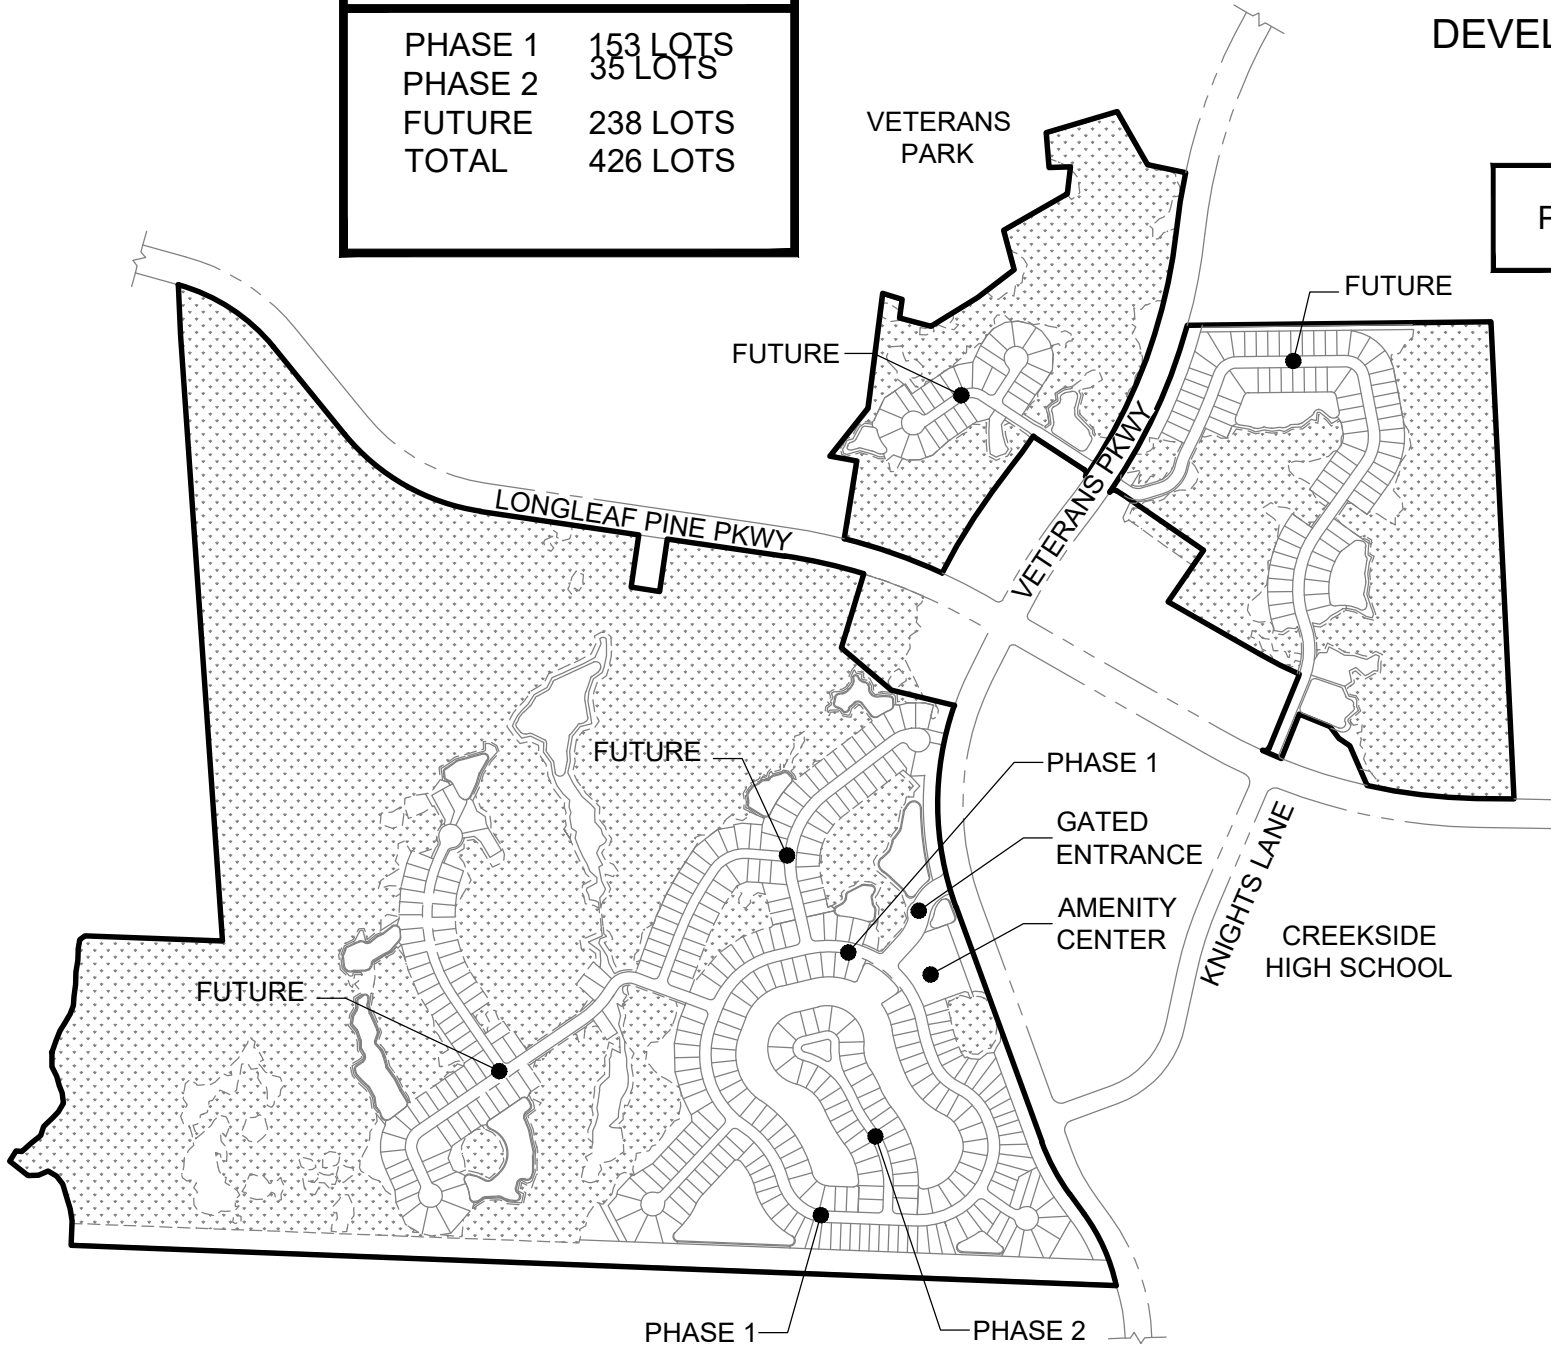 DEVEL
PHASE 1 153 LOTS
PHASE 2 35 LOTS
FUTURE 238 LOTS
TOTAL 426 LOTS
VETERANS
PARK
F
FUTURE
FUTURE
VETERANS PKWY
LONGLEAF PINE PKWY
FUTURE
PHASE 1
GATED
ENTRANCE
AMENITY
CENTER
KNIGHTS LANE
CREEKSIDE
HIGH SCHOOL
FUTURE
PHASE 1
PHASE 2